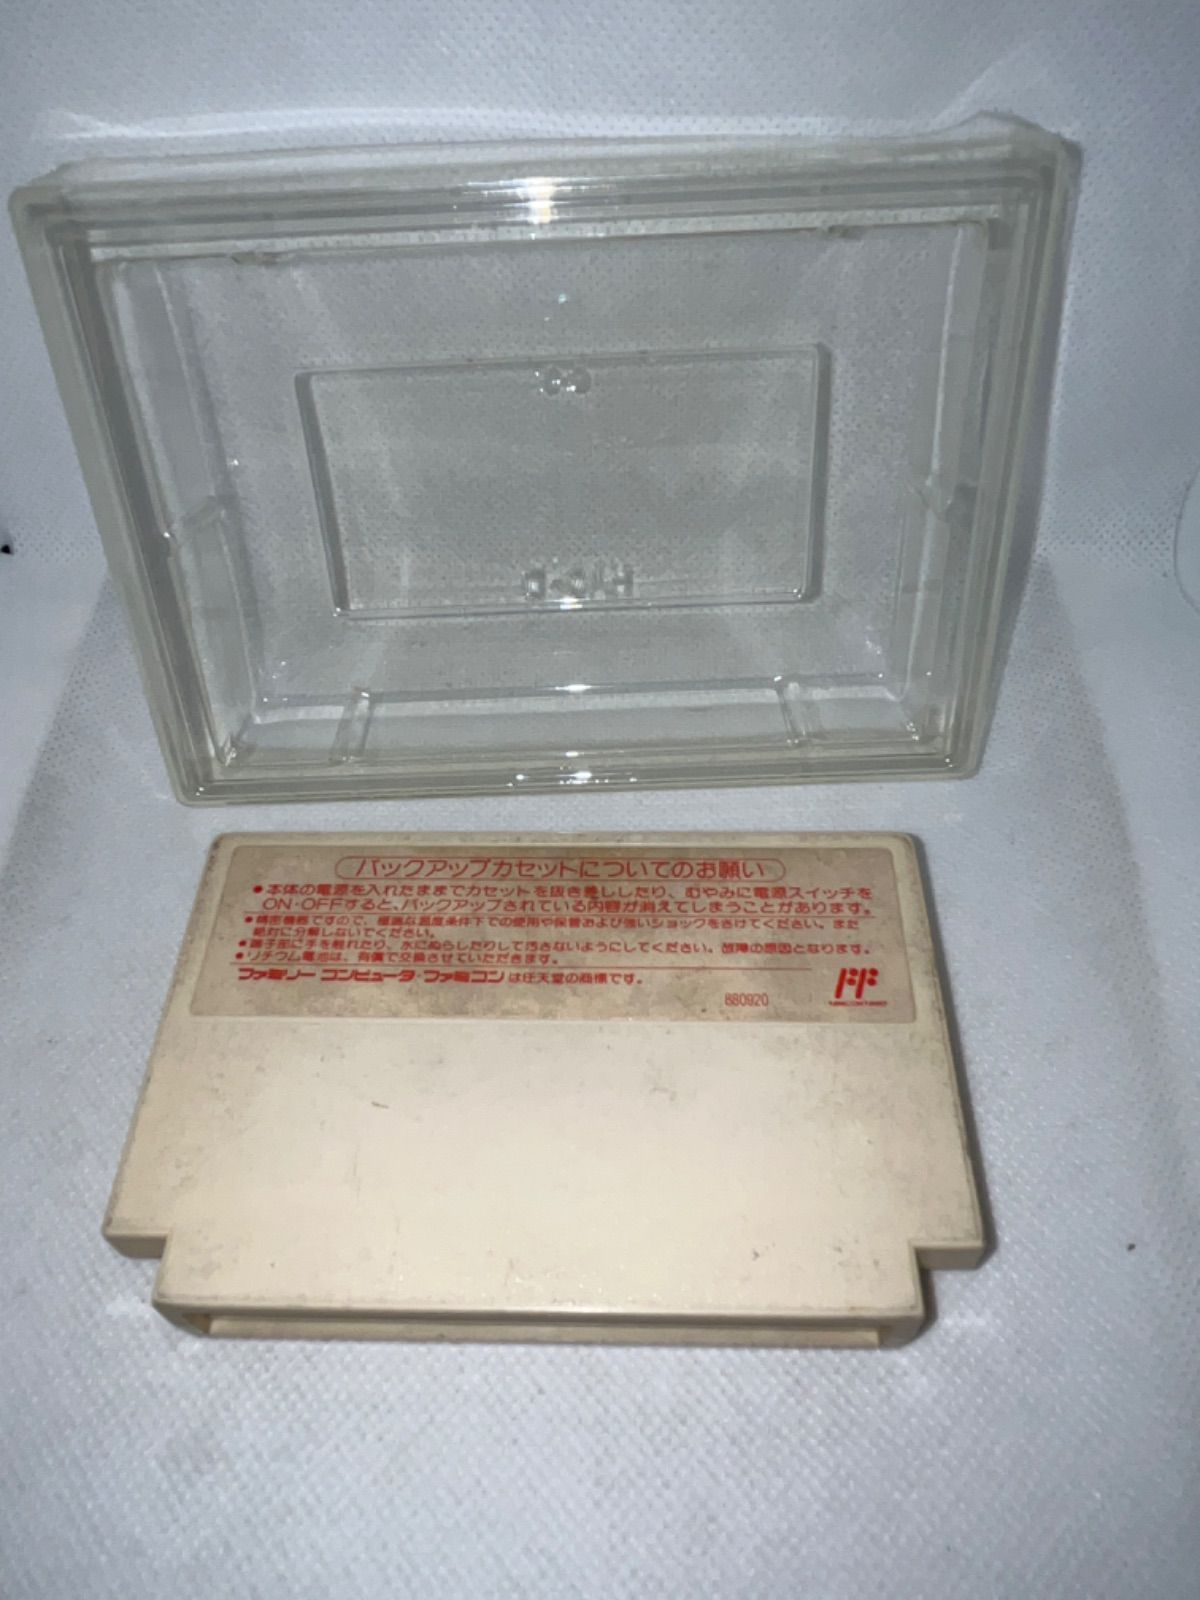 バックアップカセットについてのお願い
●本体の電源を入れたままでカセットを抜き差ししたり、むやみに電源スイッチを
ON・OFFすると、バックアップされている内容が消えてしまうことがあります。
●精密機器ですので、極端な温度条件下での使用や保管および強いショックをさけてください。また
絶対に分解しないでください。
●端子部に手を触れたり、水にぬらしたりして汚さないようにしてください。故障の原因となります。
●リチウム電池は、有償で交換させていただきます。
ファミリー コンピュータ・ファミコンは任天堂の商標です。
880920